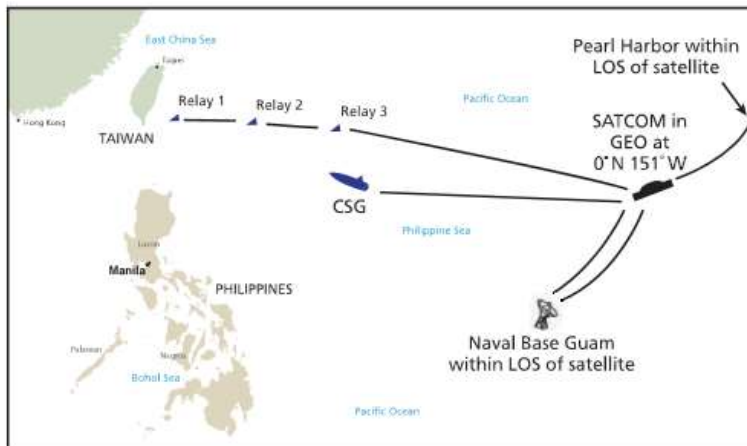 East China Sea
Pearl Harbor within
LOS of satellite
Relay 1
Relay 2
Relay 3
Pacific Ocean
Hong Kong
TAIWAN
SATCOM in
GEO at
0°N 151°W
CSG
Philippine Sea
Luzon
Manila
PHILIPPINES
Naval Base Guam
within LOS of satellite
Palawan
Negros
Bohol Sea
Pacific Ocean